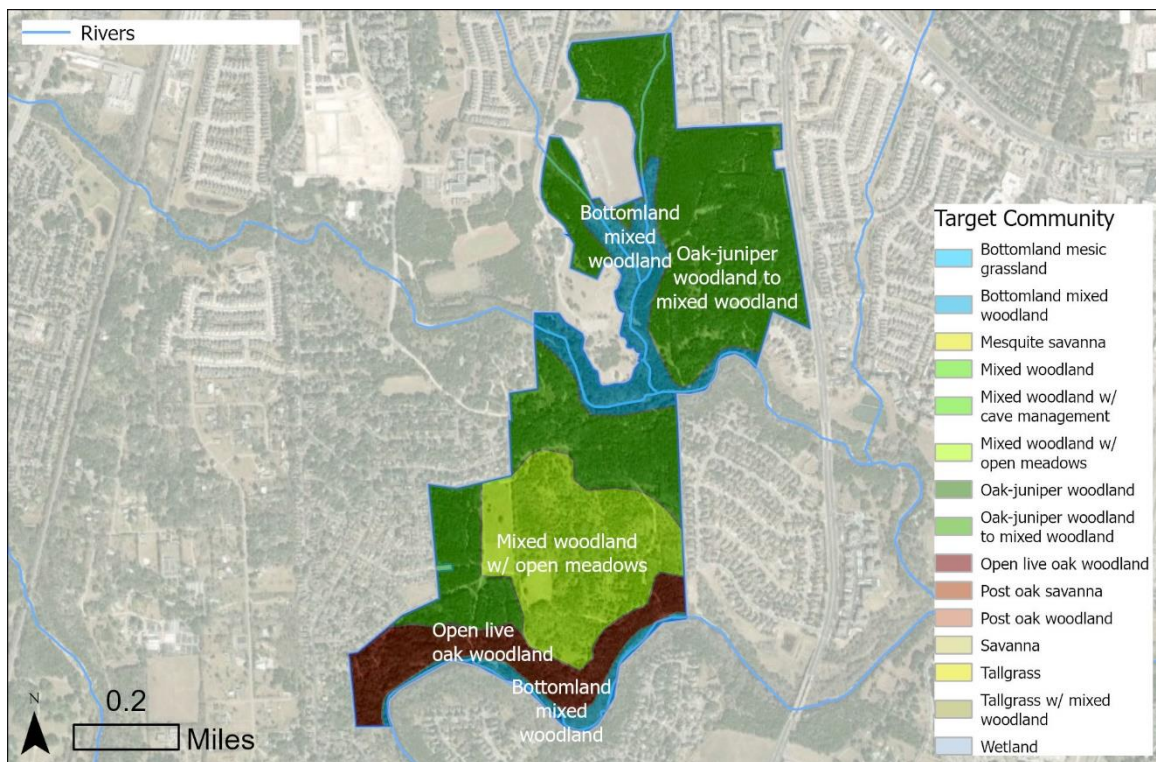 Rivers
Bottomland
mixed
woodland
Oak-juniper
woodland to
mixed woodland
Mixed woodland
w/ open meadows
Open live
oak woodland
Bottomland
mixed
woodland
Target Community
Bottomland mesic
grassland
Bottomland mixed
woodland
Mesquite savanna
Mixed woodland
Mixed woodland w/
cave management
Mixed woodland w/
open meadows
Oak-juniper woodland
Oak-juniper woodland
to mixed woodland
Open live oak woodland
Post oak savanna
Post oak woodland
Savanna
Tallgrass
Tallgrass w/ mixed
woodland
Wetland
N
0.2
Miles